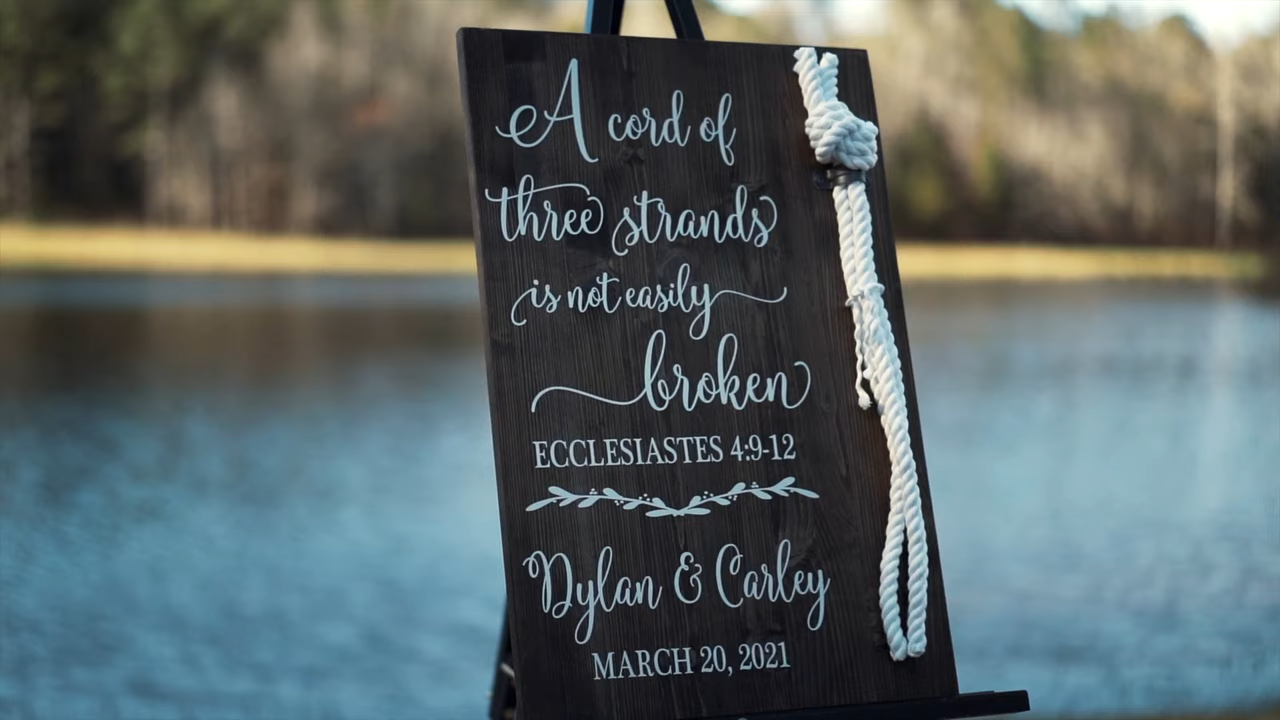 A cord of
three strands
is not easily
broken
ECCLESIASTES 4:9-12
Dylan & Carley
MARCH 20, 2021